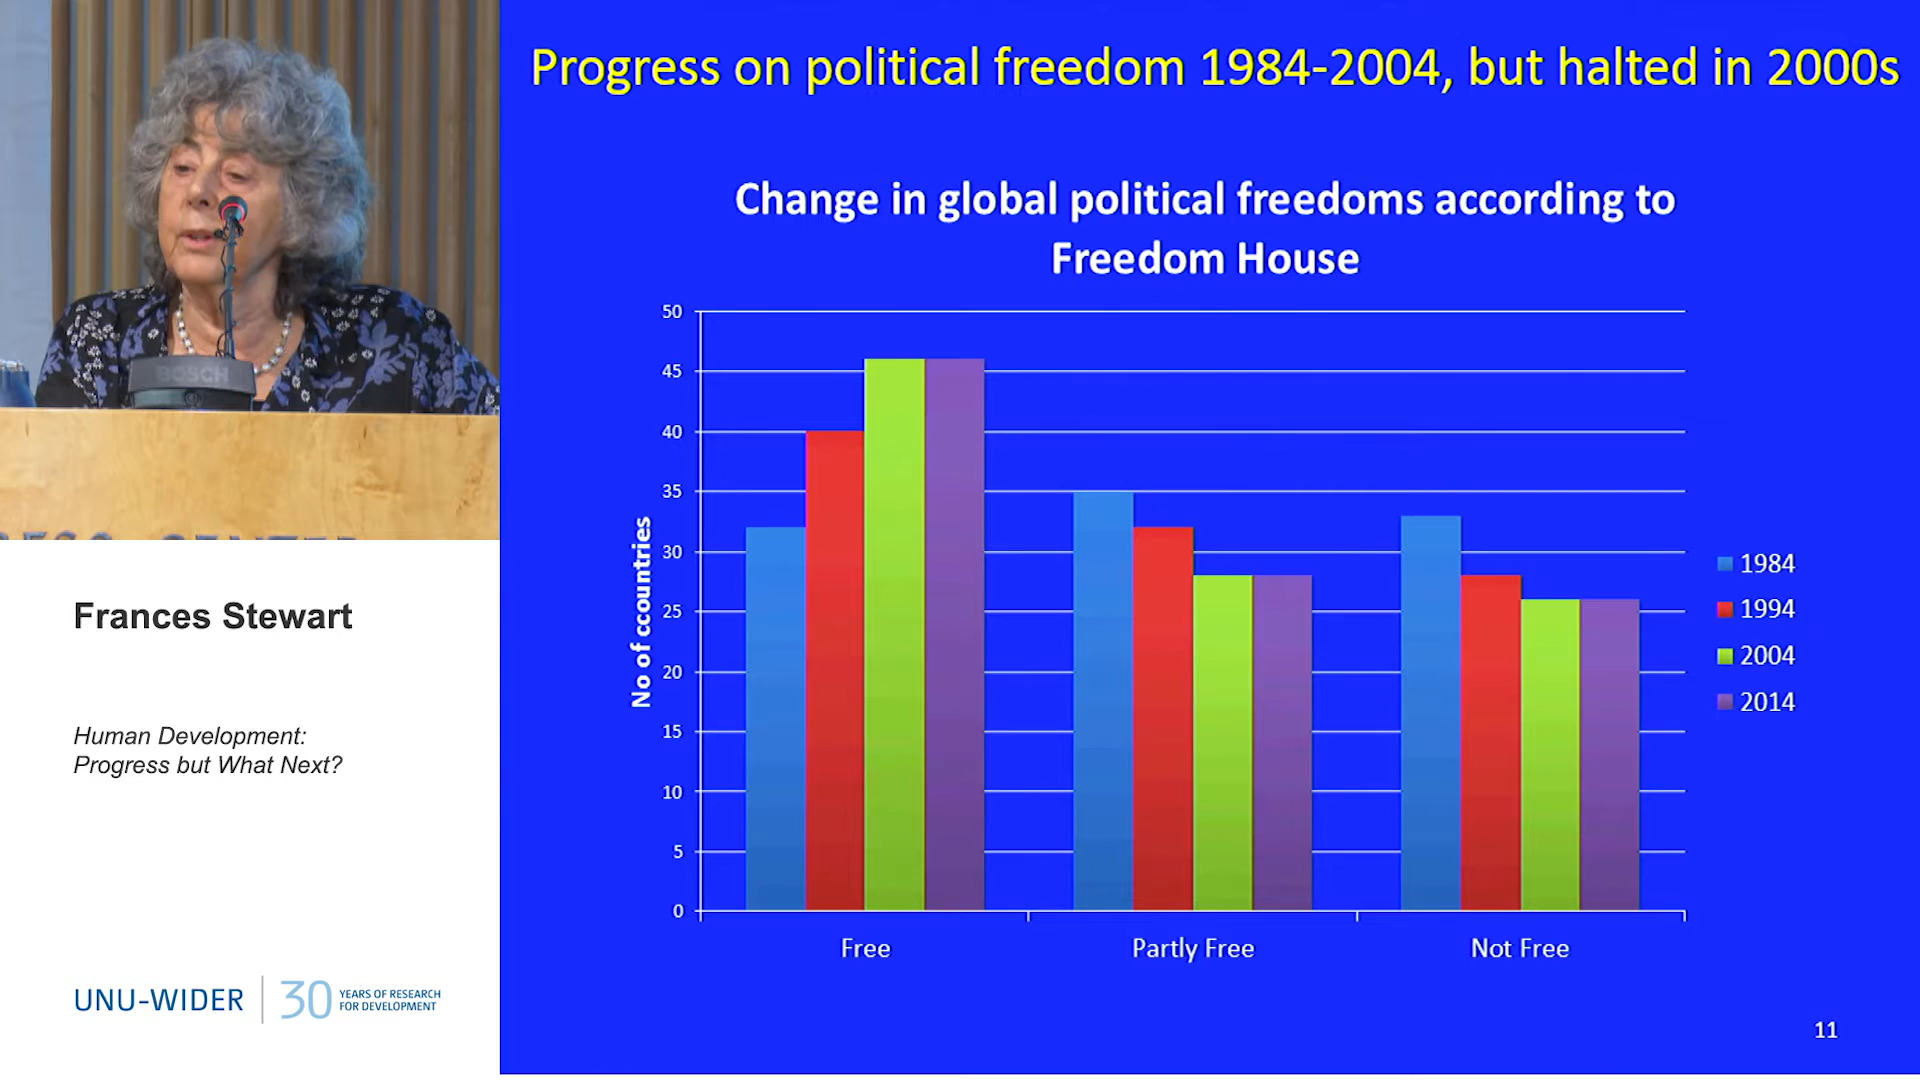 Progress on political freedom 1984-2004, but halted in 2000s
Change in global political freedoms according to
Freedom House
50
45
40
35
30
25
20
15
10
5
0
No of ccountries
Free
Partly Free
Not Free
1984
1994
2004
2014
11
BOSCH
Frances Stewart
Human Development:
Progress but What Next?
UNU-WIDER
30
YEARS OF RESEARCH
FOR DEVELOPMENT